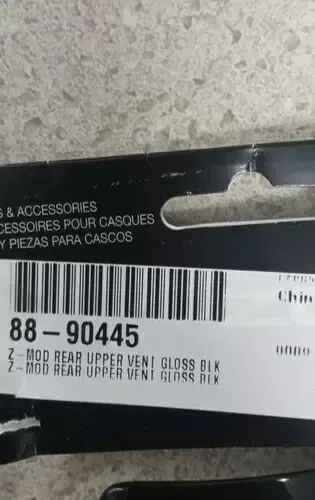 & ACCESSORIES
CESSOIRES POUR CASQUES
Y PIEZAS PARA CASCOS
Chin
88-90445
Z-MOD REAR UPPER VENT GLOSS BLK
Z-MOD REAR UPPER VENT GLOSS BLK